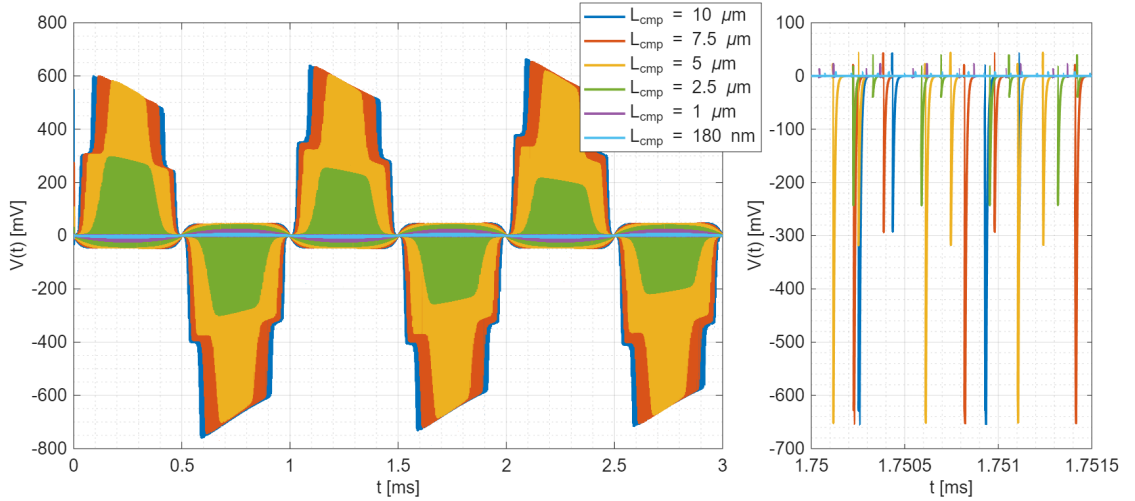 800
600
400
200
0
-200
-400
-600
-800
V(t) [mV]
0
0.5
1
1.5
2
2.5
3
t [ms]
L_cmp = 10 µm
L_cmp = 7.5 µm
L_cmp = 5 µm
L_cmp = 2.5 µm
L_cmp = 1 µm
L_cmp = 180 nm
100
0
-100
-200
-300
-400
-500
-600
-700
V(t) [mV]
1.75
1.7505
1.751
1.7515
t [ms]